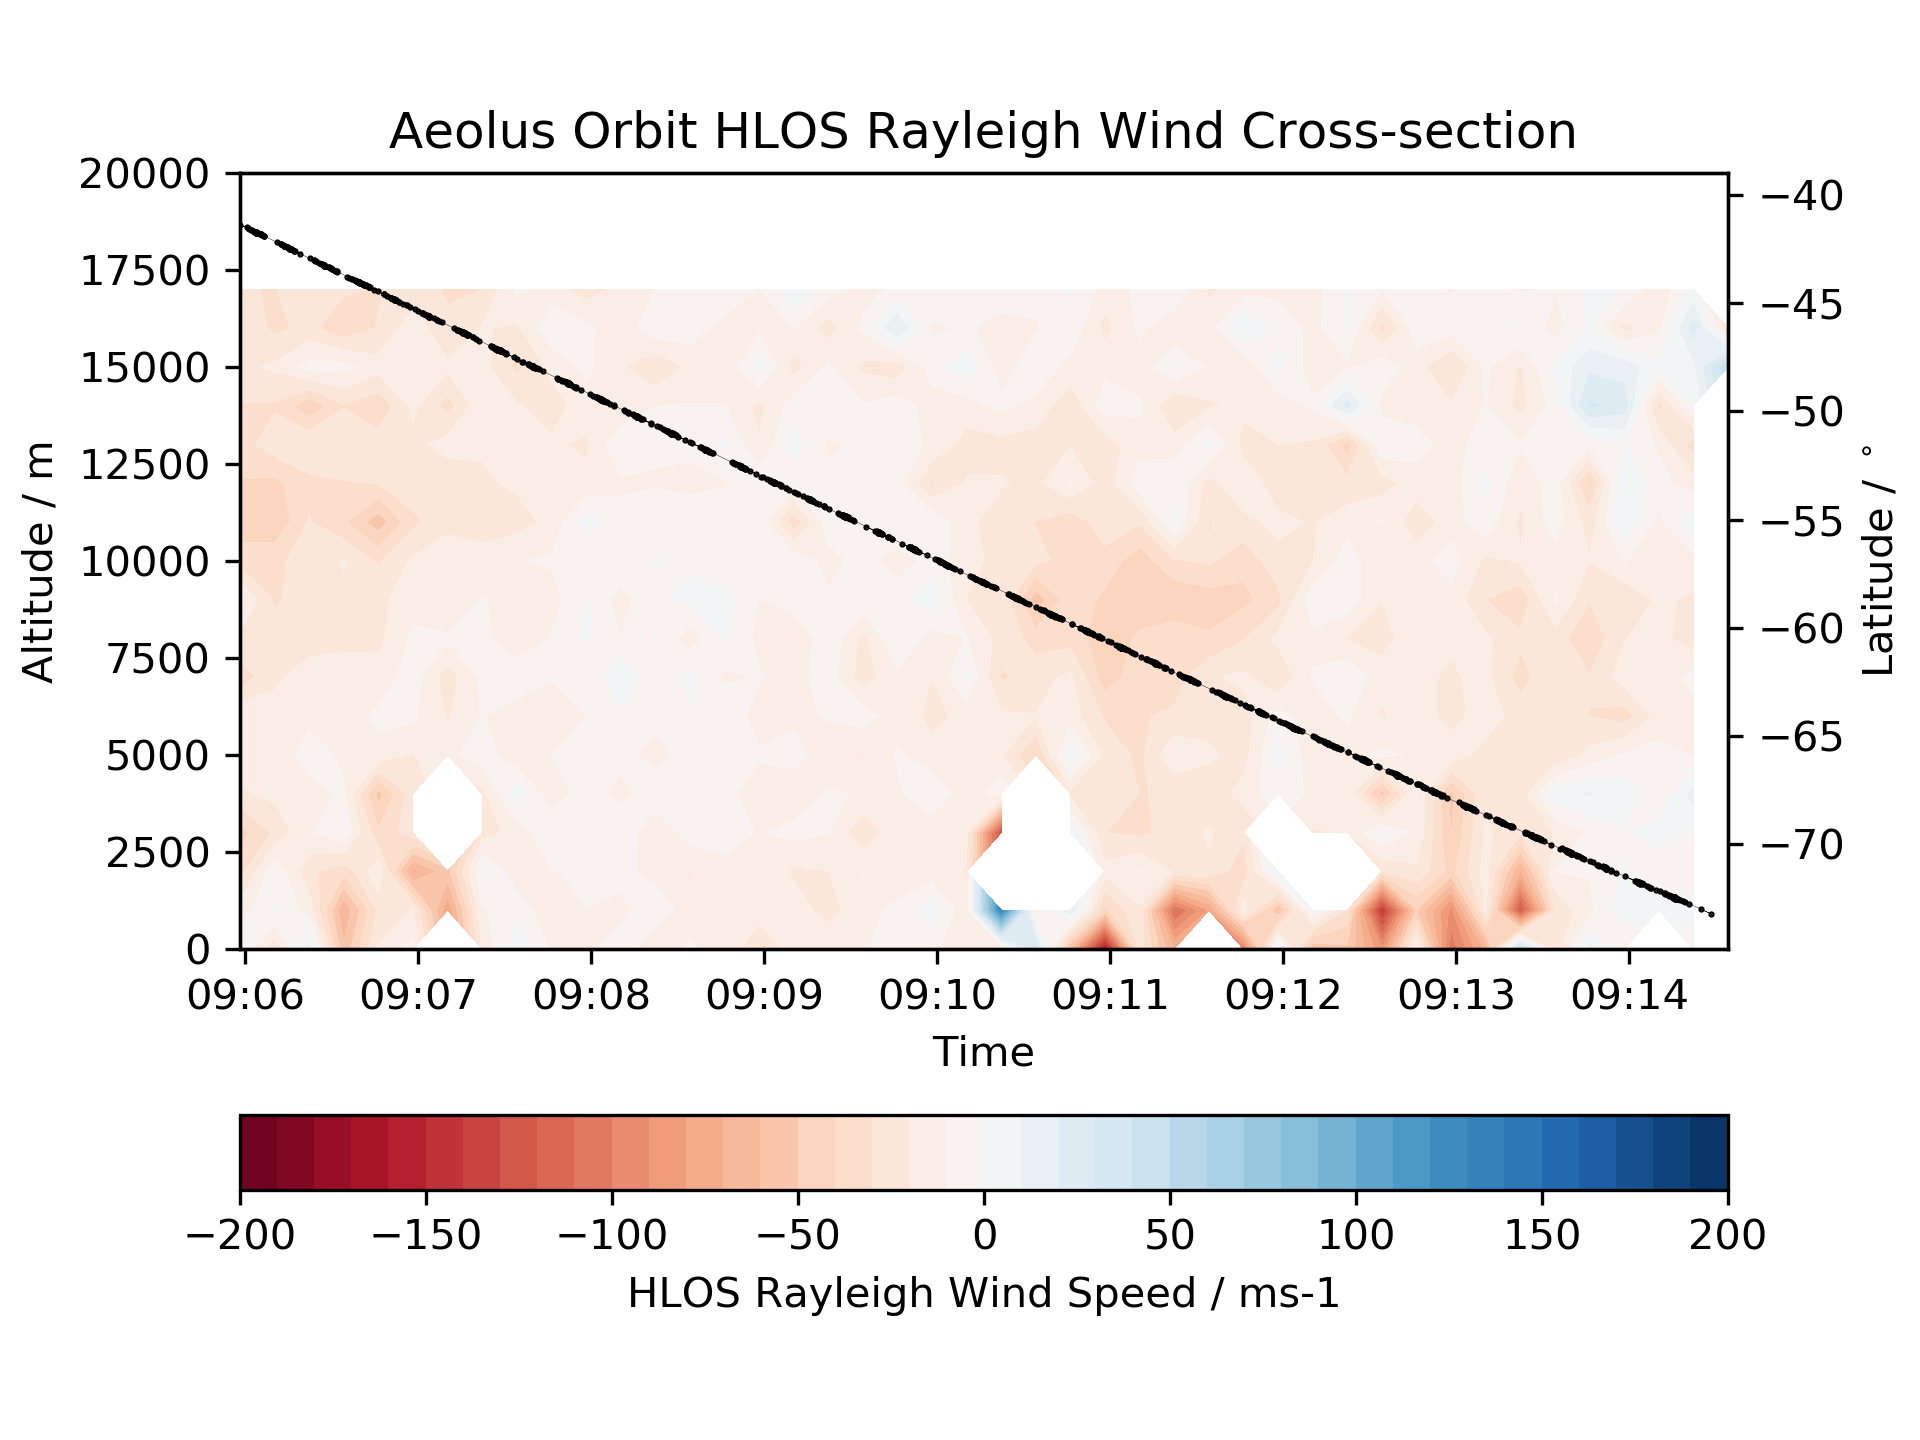 Aeolus Orbit HLOS Rayleigh Wind Cross-section
20000
17500
15000
12500
10000
7500
5000
2500
0
Altitude / m
−40
−45
−50
−55
−60
−65
−70
Latitude / °
09:06 09:07 09:08 09:09 09:10 09:11 09:12 09:13 09:14
Time
−200 −150 −100 −50 0 50 100 150 200
HLOS Rayleigh Wind Speed / ms-1